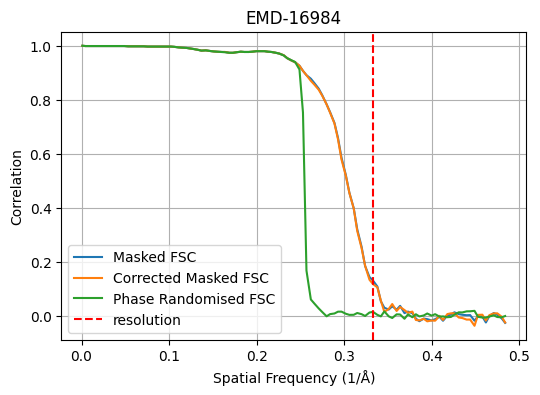 EMD-16984
1.0
0.8
0.6
0.4
0.2
0.0
Correlation
Masked FSC
Corrected Masked FSC
Phase Randomised FSC
resolution
0.0 0.1 0.2 0.3 0.4 0.5
Spatial Frequency (1/Å)